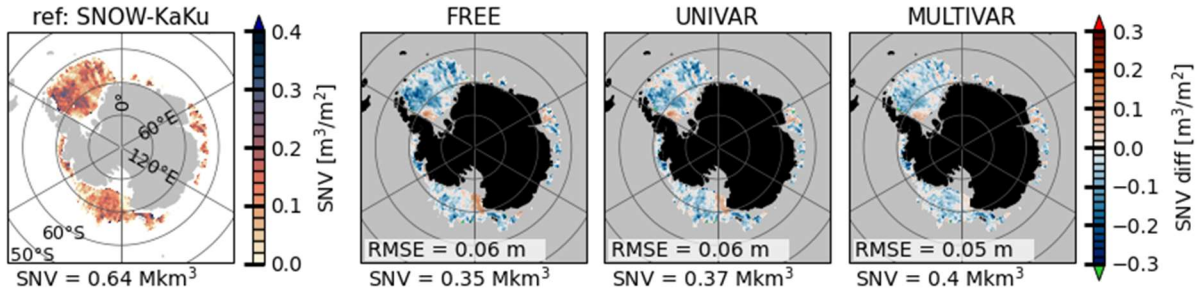 ref: SNOW-KaKu
FREE
UNIVAR
MULTIVAR
0°
60°E
120°E
60°S
50°S
0.4
0.3
0.2
0.1
0.0
SNV [m³/m²]
RMSE = 0.06 m
RMSE = 0.06 m
RMSE = 0.05 m
0.3
0.2
0.1
0.0
−0.1
−0.2
−0.3
SNV diff [m³/m²]
SNV = 0.64 Mkm³
SNV = 0.35 Mkm³
SNV = 0.37 Mkm³
SNV = 0.4 Mkm³